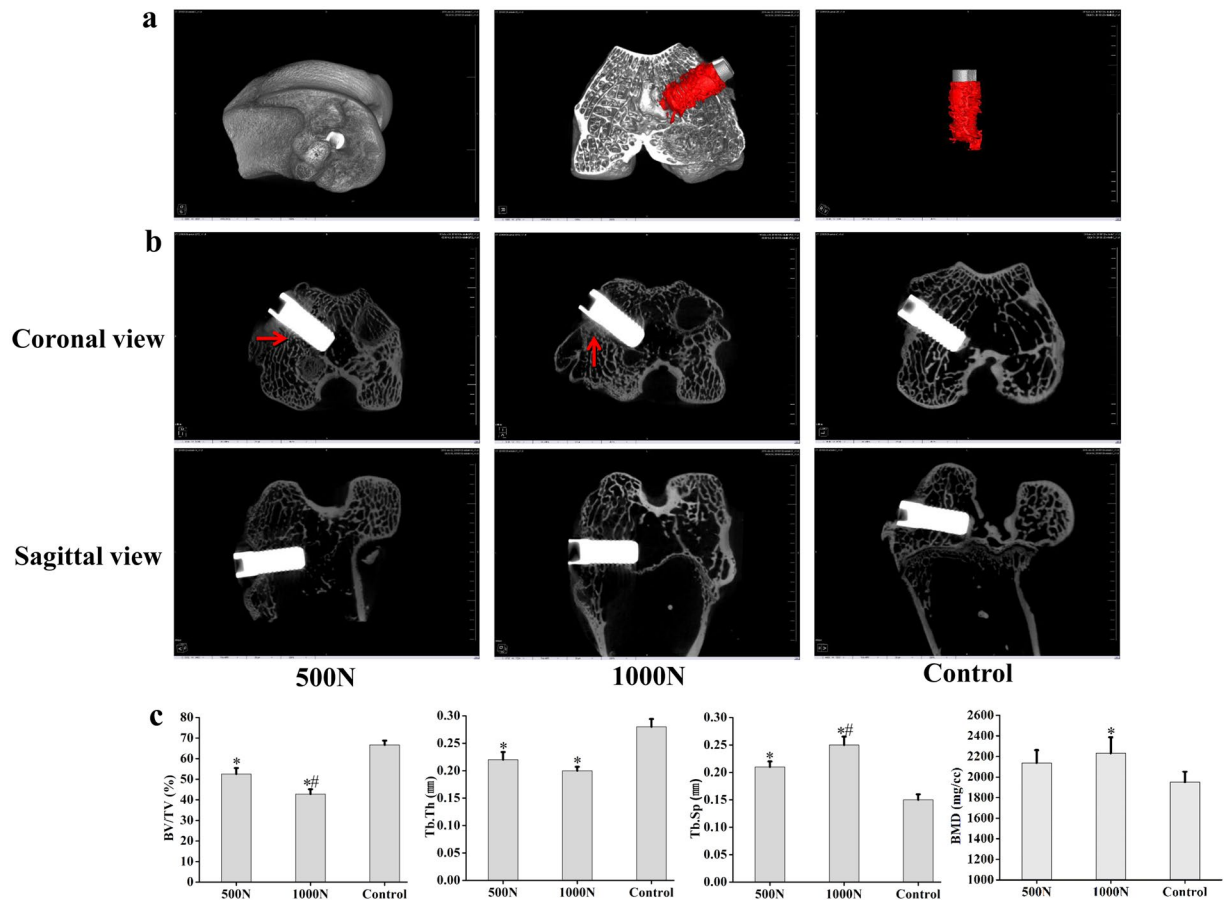 a
b
Coronal view
Sagittal view
500N
1000N
Control
c
BV/TV (%)
80
70
60
50
40
30
20
10
0
*
*#
500N
1000N
Control
Tb.Th (mm)
0.30
0.25
0.20
0.15
0.10
0.05
0.00
*
*
500N
1000N
Control
Tb.Sp (mm)
0.30
0.25
0.20
0.15
0.10
0.05
0.00
*
*#
500N
1000N
Control
BMD (mg/cc)
2600
2400
2200
2000
1800
1600
1400
1200
1000
*
500N
1000N
Control